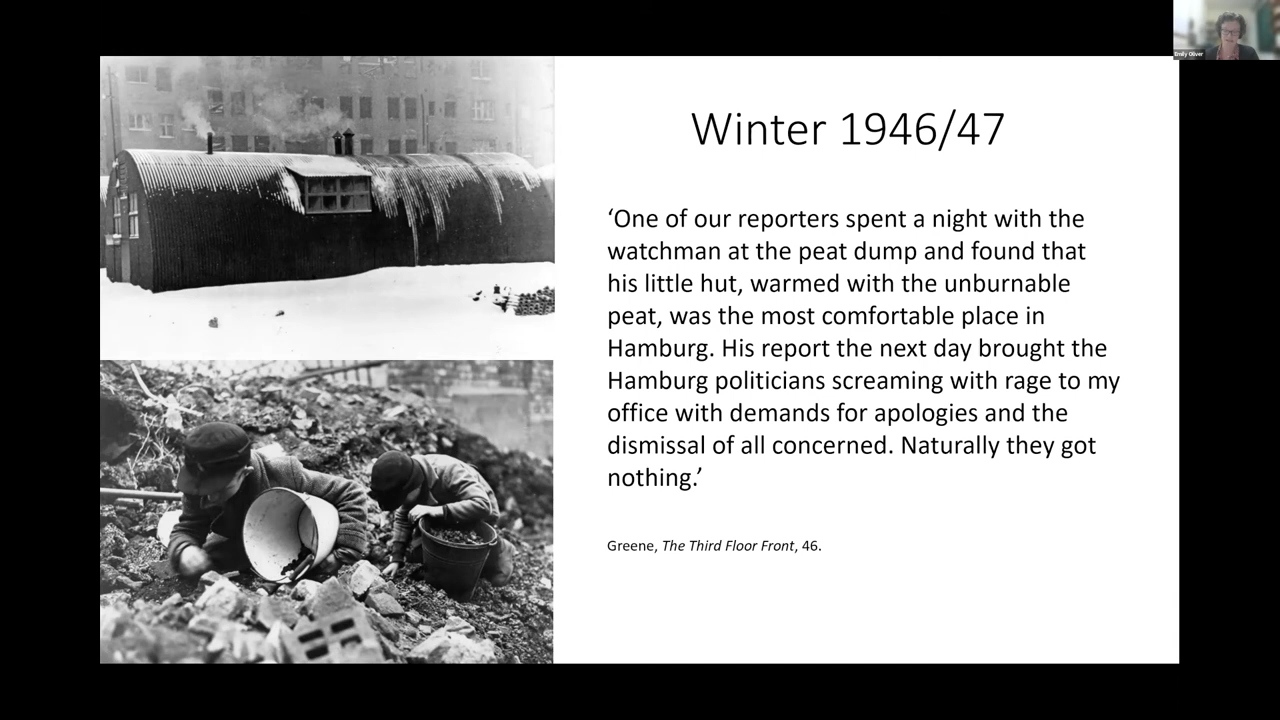 Emily Oliver
Winter 1946/47
‘One of our reporters spent a night with the
watchman at the peat dump and found that
his little hut, warmed with the unburnable
peat, was the most comfortable place in
Hamburg. His report the next day brought the
Hamburg politicians screaming with rage to my
office with demands for apologies and the
dismissal of all concerned. Naturally they got
nothing.’
Greene, The Third Floor Front, 46.